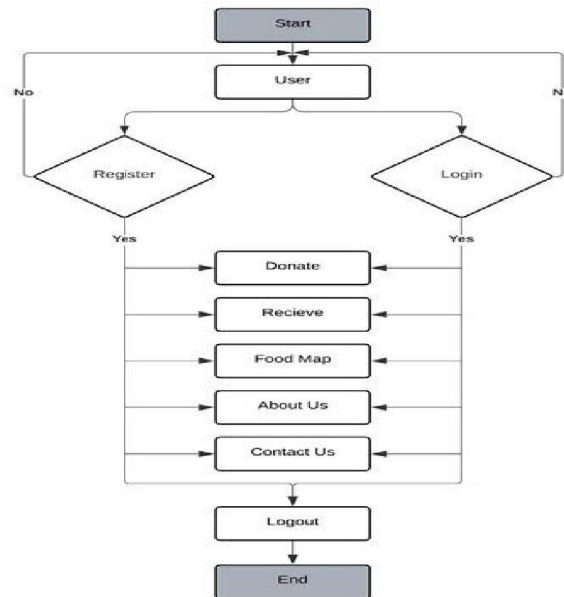 Start
User
No
N
Register
Login
Yes
Yes
Donate
Recieve
Food Map
About Us
Contact Us
Logout
End